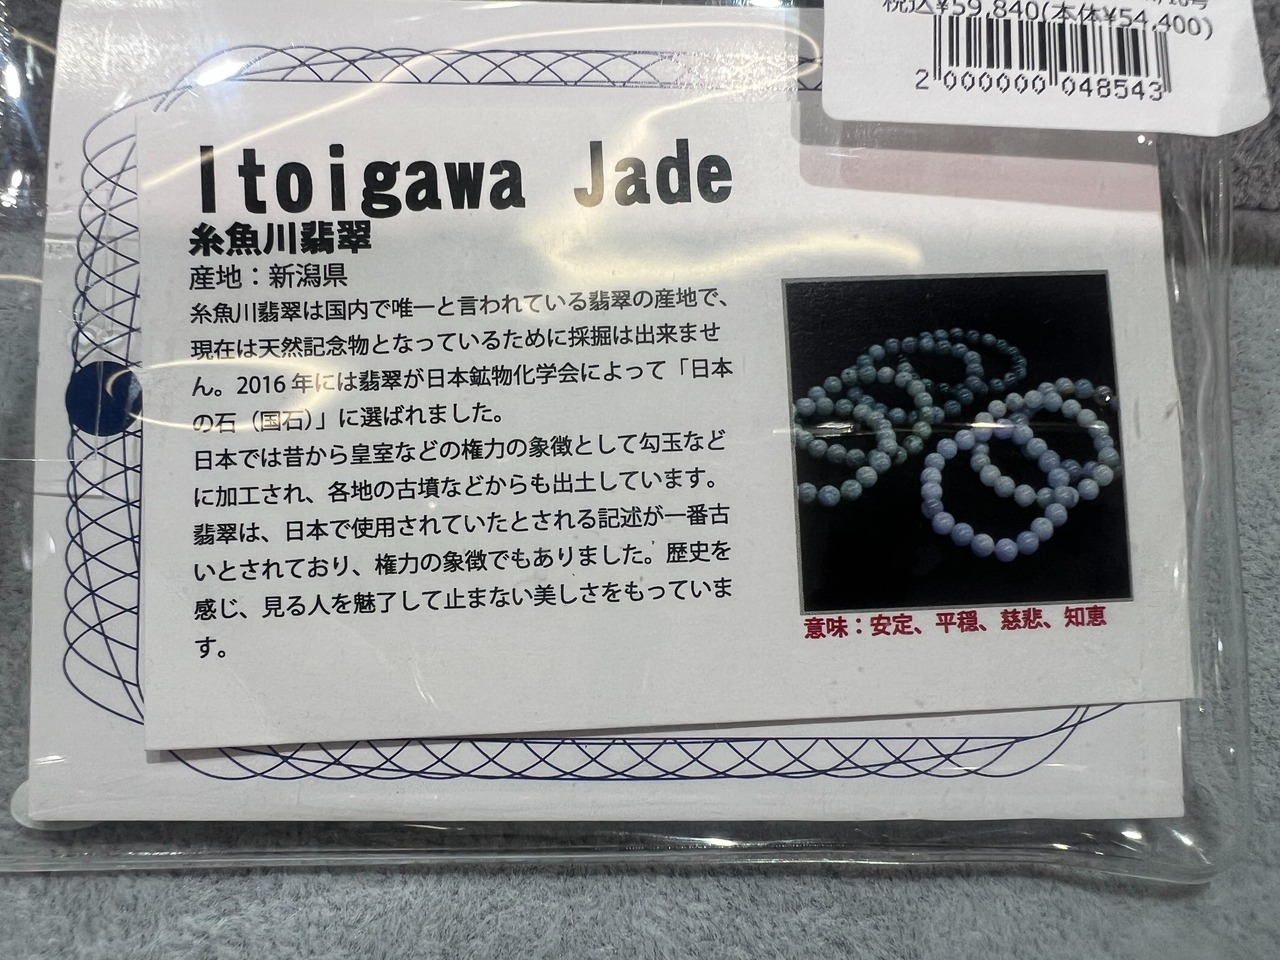 税込¥59,840(本体¥54,400)
2 000000 048543
Itoigawa Jade
糸魚川翡翠
産地：新潟県
糸魚川翡翠は国内で唯一と言われている翡翠の産地で、
現在は天然記念物となっているために採掘は出来ませ
ん。2016 年には翡翠が日本鉱物化学会によって「日本
の石（国石）」に選ばれました。
日本では昔から皇室などの権力の象徴として勾玉など
に加工され、各地の古墳などからも出土しています。
翡翠は、日本で使用されていたとされる記述が一番古
いとされており、権力の象徴でもありました。歴史を
感じ、見る人を魅了して止まない美しさをもっていま
す。
意味：安定、平穏、慈悲、知恵